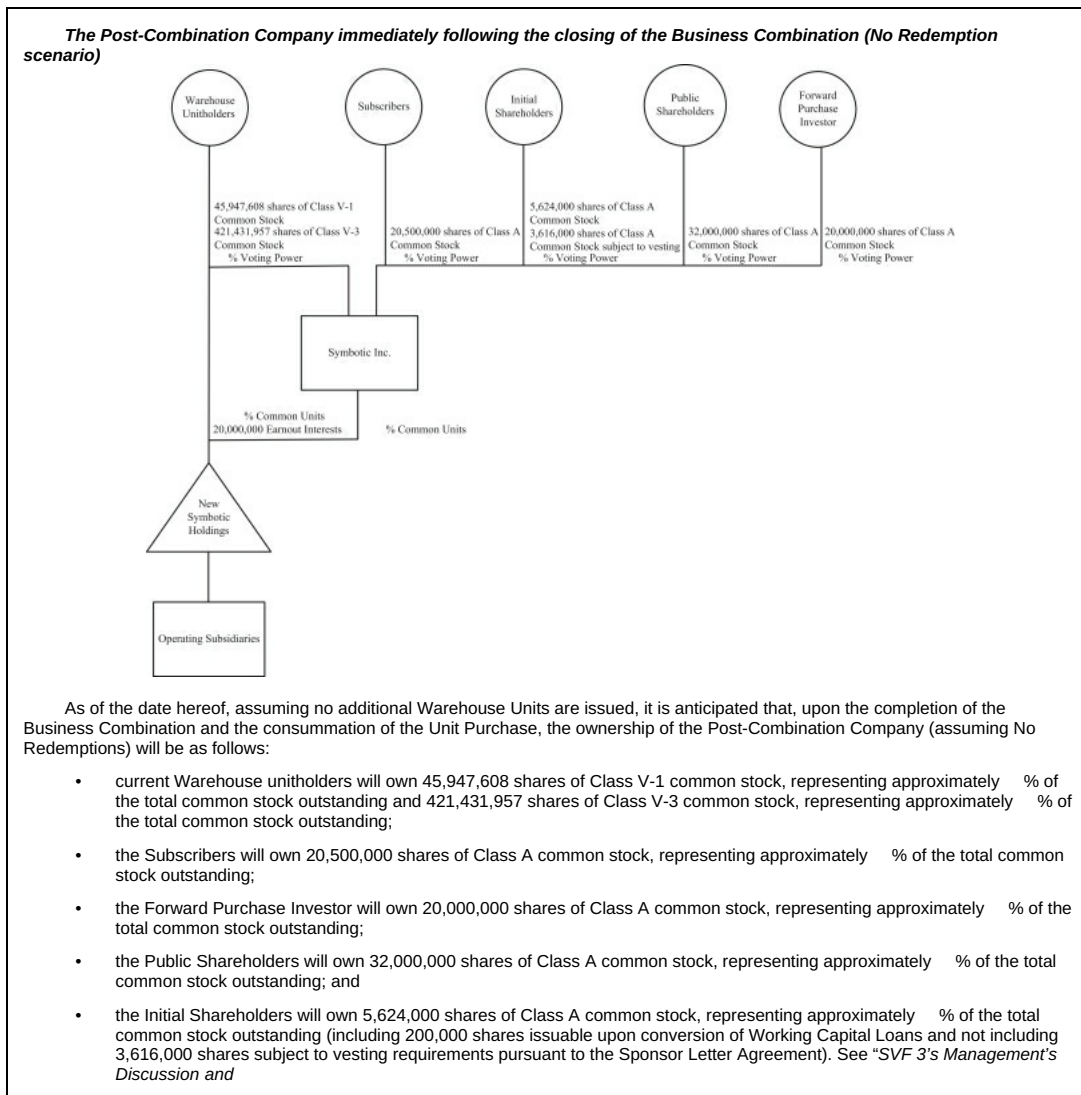 The Post-Combination Company immediately following the closing of the Business Combination (No Redemption
scenario)
Warehouse
Unitholders
Subscribers
Initial
Shareholders
Public
Shareholders
Forward
Purchase
Investor
45,947,608 shares of Class V-1
Common Stock
421,431,957 shares of Class V-3
Common Stock
% Voting Power
20,500,000 shares of Class A
Common Stock
% Voting Power
5,624,000 shares of Class A
Common Stock
3,616,000 shares of Class A
Common Stock subject to vesting
% Voting Power
32,000,000 shares of Class A
Common Stock
% Voting Power
20,000,000 shares of Class A
Common Stock
% Voting Power
Symbotic Inc.
% Common Units
20,000,000 Earnout Interests
% Common Units
New
Symbotic
Holdings
Operating Subsidiaries
As of the date hereof, assuming no additional Warehouse Units are issued, it is anticipated that, upon the completion of the
Business Combination and the consummation of the Unit Purchase, the ownership of the Post-Combination Company (assuming No
Redemptions) will be as follows:
• current Warehouse unitholders will own 45,947,608 shares of Class V-1 common stock, representing approximately % of
the total common stock outstanding and 421,431,957 shares of Class V-3 common stock, representing approximately % of
the total common stock outstanding;
• the Subscribers will own 20,500,000 shares of Class A common stock, representing approximately % of the total common
stock outstanding;
• the Forward Purchase Investor will own 20,000,000 shares of Class A common stock, representing approximately % of the
total common stock outstanding;
• the Public Shareholders will own 32,000,000 shares of Class A common stock, representing approximately % of the total
common stock outstanding; and
• the Initial Shareholders will own 5,624,000 shares of Class A common stock, representing approximately % of the total
common stock outstanding (including 200,000 shares issuable upon conversion of Working Capital Loans and not including
3,616,000 shares subject to vesting requirements pursuant to the Sponsor Letter Agreement). See “SVF 3’s Management’s
Discussion and